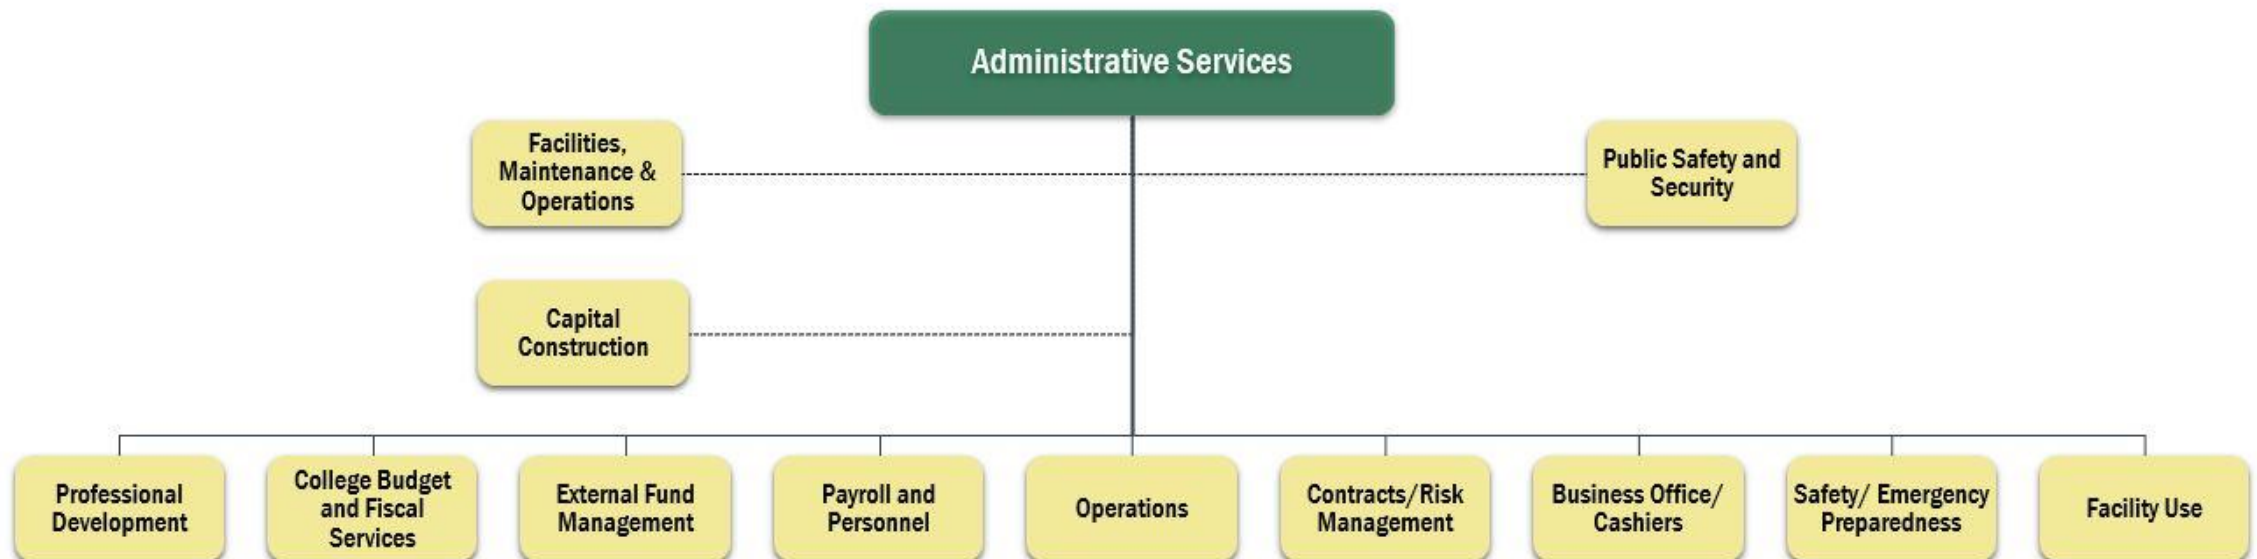 Administrative Services
Facilities,
Maintenance &
Operations
Public Safety and
Security
Capital
Construction
Professional
Development
College Budget
and Fiscal
Services
External Fund
Management
Payroll and
Personnel
Operations
Contracts/Risk
Management
Business Office/
Cashiers
Safety/ Emergency
Preparedness
Facility Use